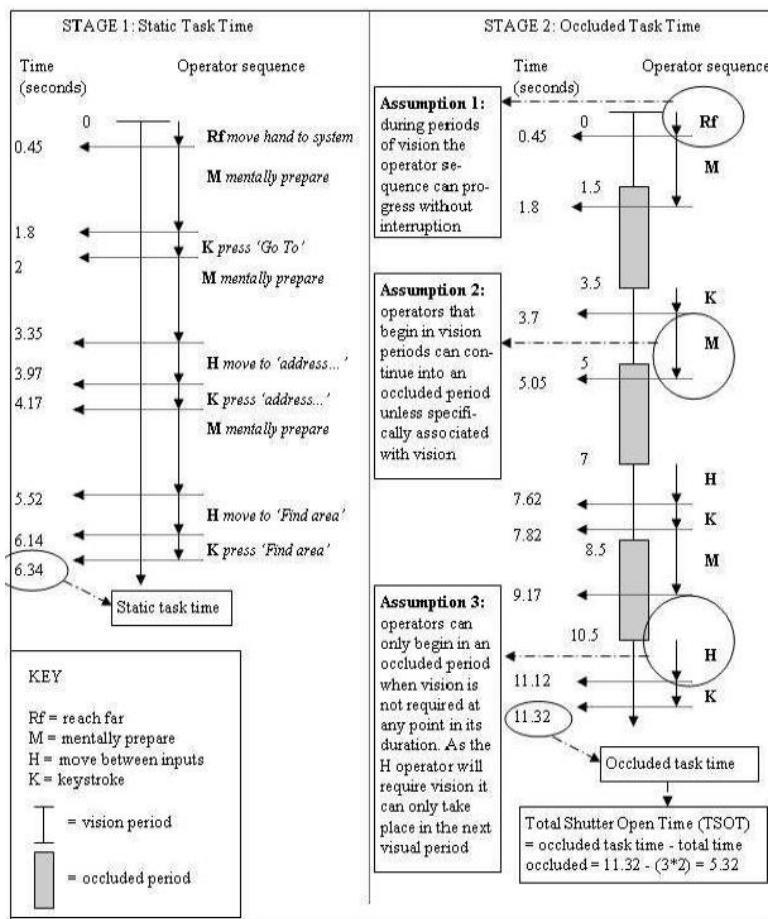 STAGE 1: Static Task Time
Time
(seconds)
Operator sequence
0
Rf move hand to system
0.45
M mentally prepare
1.8
K press ‘Go To’
2
M mentally prepare
3.35
H move to ‘address...’
3.97
K press ‘address...’
4.17
M mentally prepare
5.52
H move to ‘Find area’
6.14
K press ‘Find area’
6.34
Static task time
KEY
Rf = reach far
M = mentally prepare
H = move between inputs
K = keystroke
= vision period
= occluded period
STAGE 2: Occluded Task Time
Time
(seconds)
Operator sequence
Assumption 1:
during periods
of vision the
operator se-
quence can pro-
gress without
interruption
Assumption 2:
operators that
begin in vision
periods can con-
tinue into an
occluded period
unless specifi-
cally associated
with vision
Assumption 3:
operators can
only begin in an
occluded period
when vision is
not required at
any point in its
duration. As the
H operator will
require vision it
can only take
place in the next
visual period
0
Rf
0.45
M
1.5
1.8
3.5
K
3.7
M
5
5.05
7
H
7.62
K
7.82
8.5
M
9.17
10.5
H
11.12
K
11.32
Occluded task time
Total Shutter Open Time (TSOT)
= occluded task time - total time
occluded = 11.32 - (3*2) = 5.32